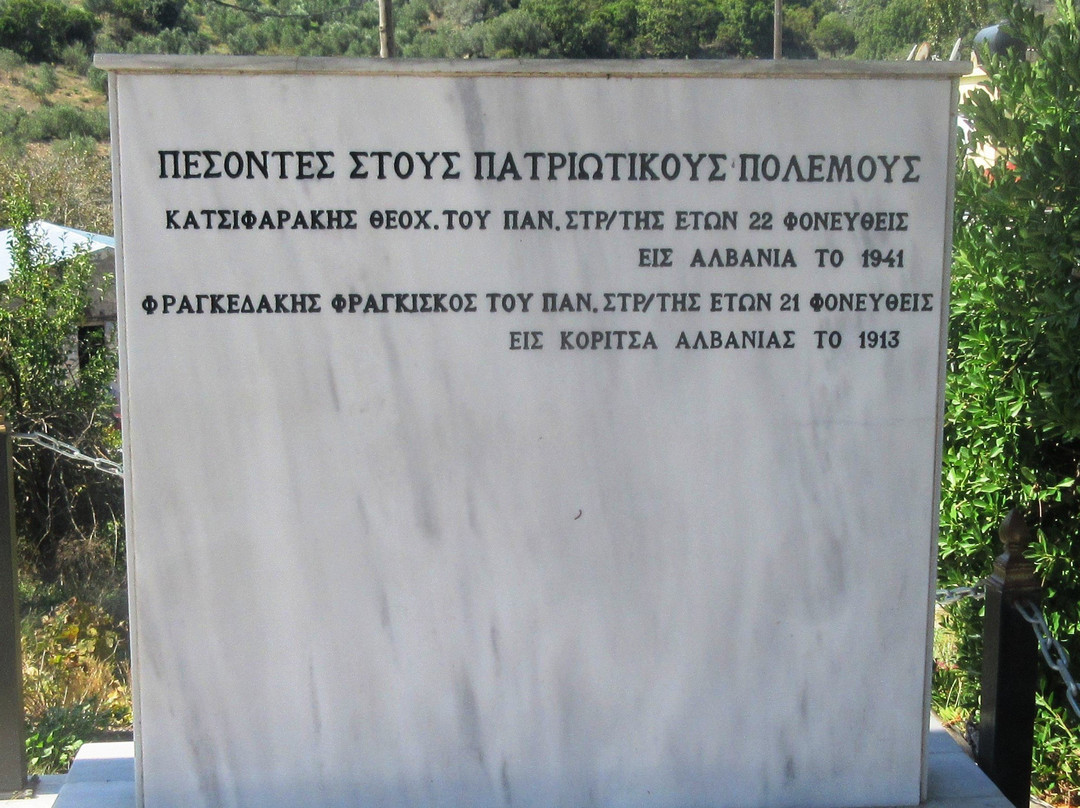 ΠΕΣΟΝΤΕΣ ΣΤΟΥΣ ΠΑΤΡΙΩΤΙΚΟΥΣ ΠΟΛΕΜΟΥΣ
ΚΑΤΣΙΦΑΡΑΚΗΣ ΘΕΟΧ. ΤΟΥ ΠΑΝ. ΣΤΡ/ΤΗΣ ΕΤΩΝ 22 ΦΟΝΕΥΘΕΙΣ
ΕΙΣ ΑΛΒΑΝΙΑ ΤΟ 1941
ΦΡΑΓΚΕΔΑΚΗΣ ΦΡΑΓΚΙΣΚΟΣ ΤΟΥ ΠΑΝ. ΣΤΡ/ΤΗΣ ΕΤΩΝ 21 ΦΟΝΕΥΘΕΙΣ
ΕΙΣ ΚΟΡΙΤΣΑ ΑΛΒΑΝΙΑΣ ΤΟ 1913